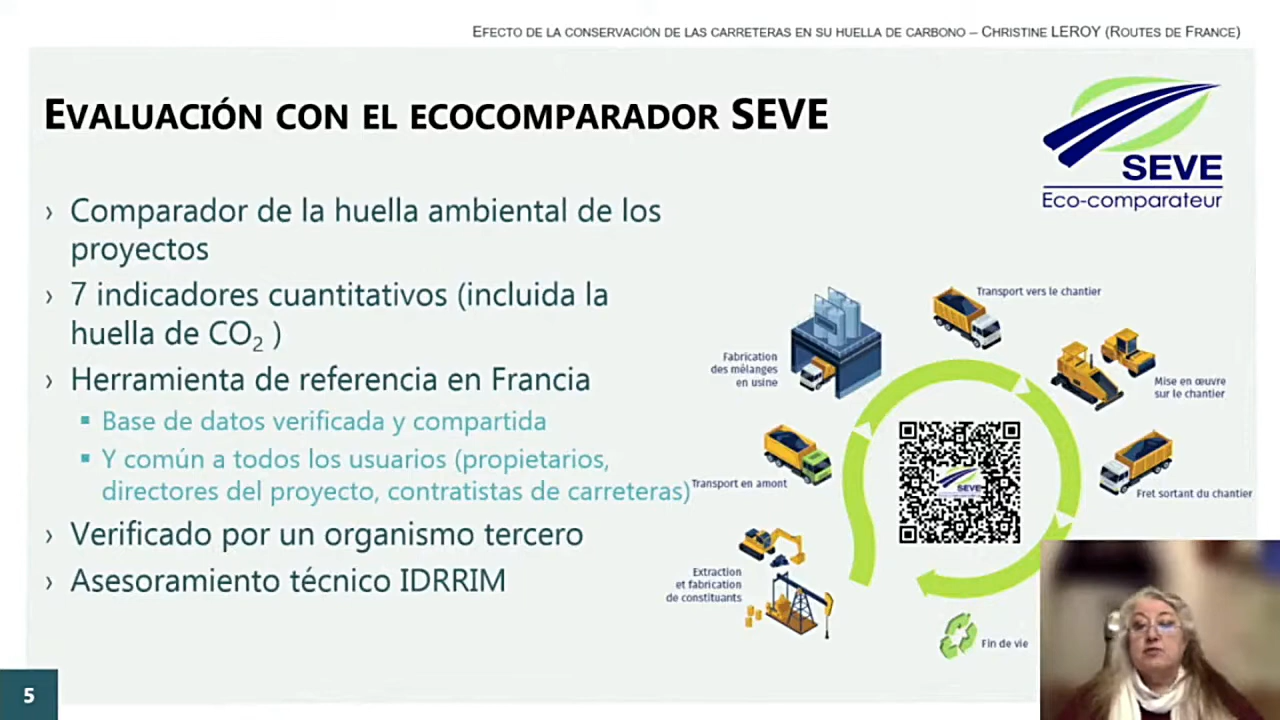 EFECTO DE LA CONSERVACIÓN DE LAS CARRETERAS EN SU HUELLA DE CARBONO – CHRISTINE LEROY (ROUTES DE FRANCE)
EVALUACIÓN CON EL ECOCOMPARADOR SEVE
SEVE
Eco-comparateur
› Comparador de la huella ambiental de los
proyectos
› 7 indicadores cuantitativos (incluida la
huella de CO₂ )
› Herramienta de referencia en Francia
▪ Base de datos verificada y compartida
▪ Y común a todos los usuarios (propietarios,
directores del proyecto, contratistas de carreteras)
› Verificado por un organismo tercero
› Asesoramiento técnico IDRRIM
Transport vers le chantier
Fabrication
des mélanges
en usine
Mise en œuvre
sur le chantier
Transport en amont
SEVE
Fret sortant du chantier
Extraction
et fabrication
de constituants
Fin de vie
5